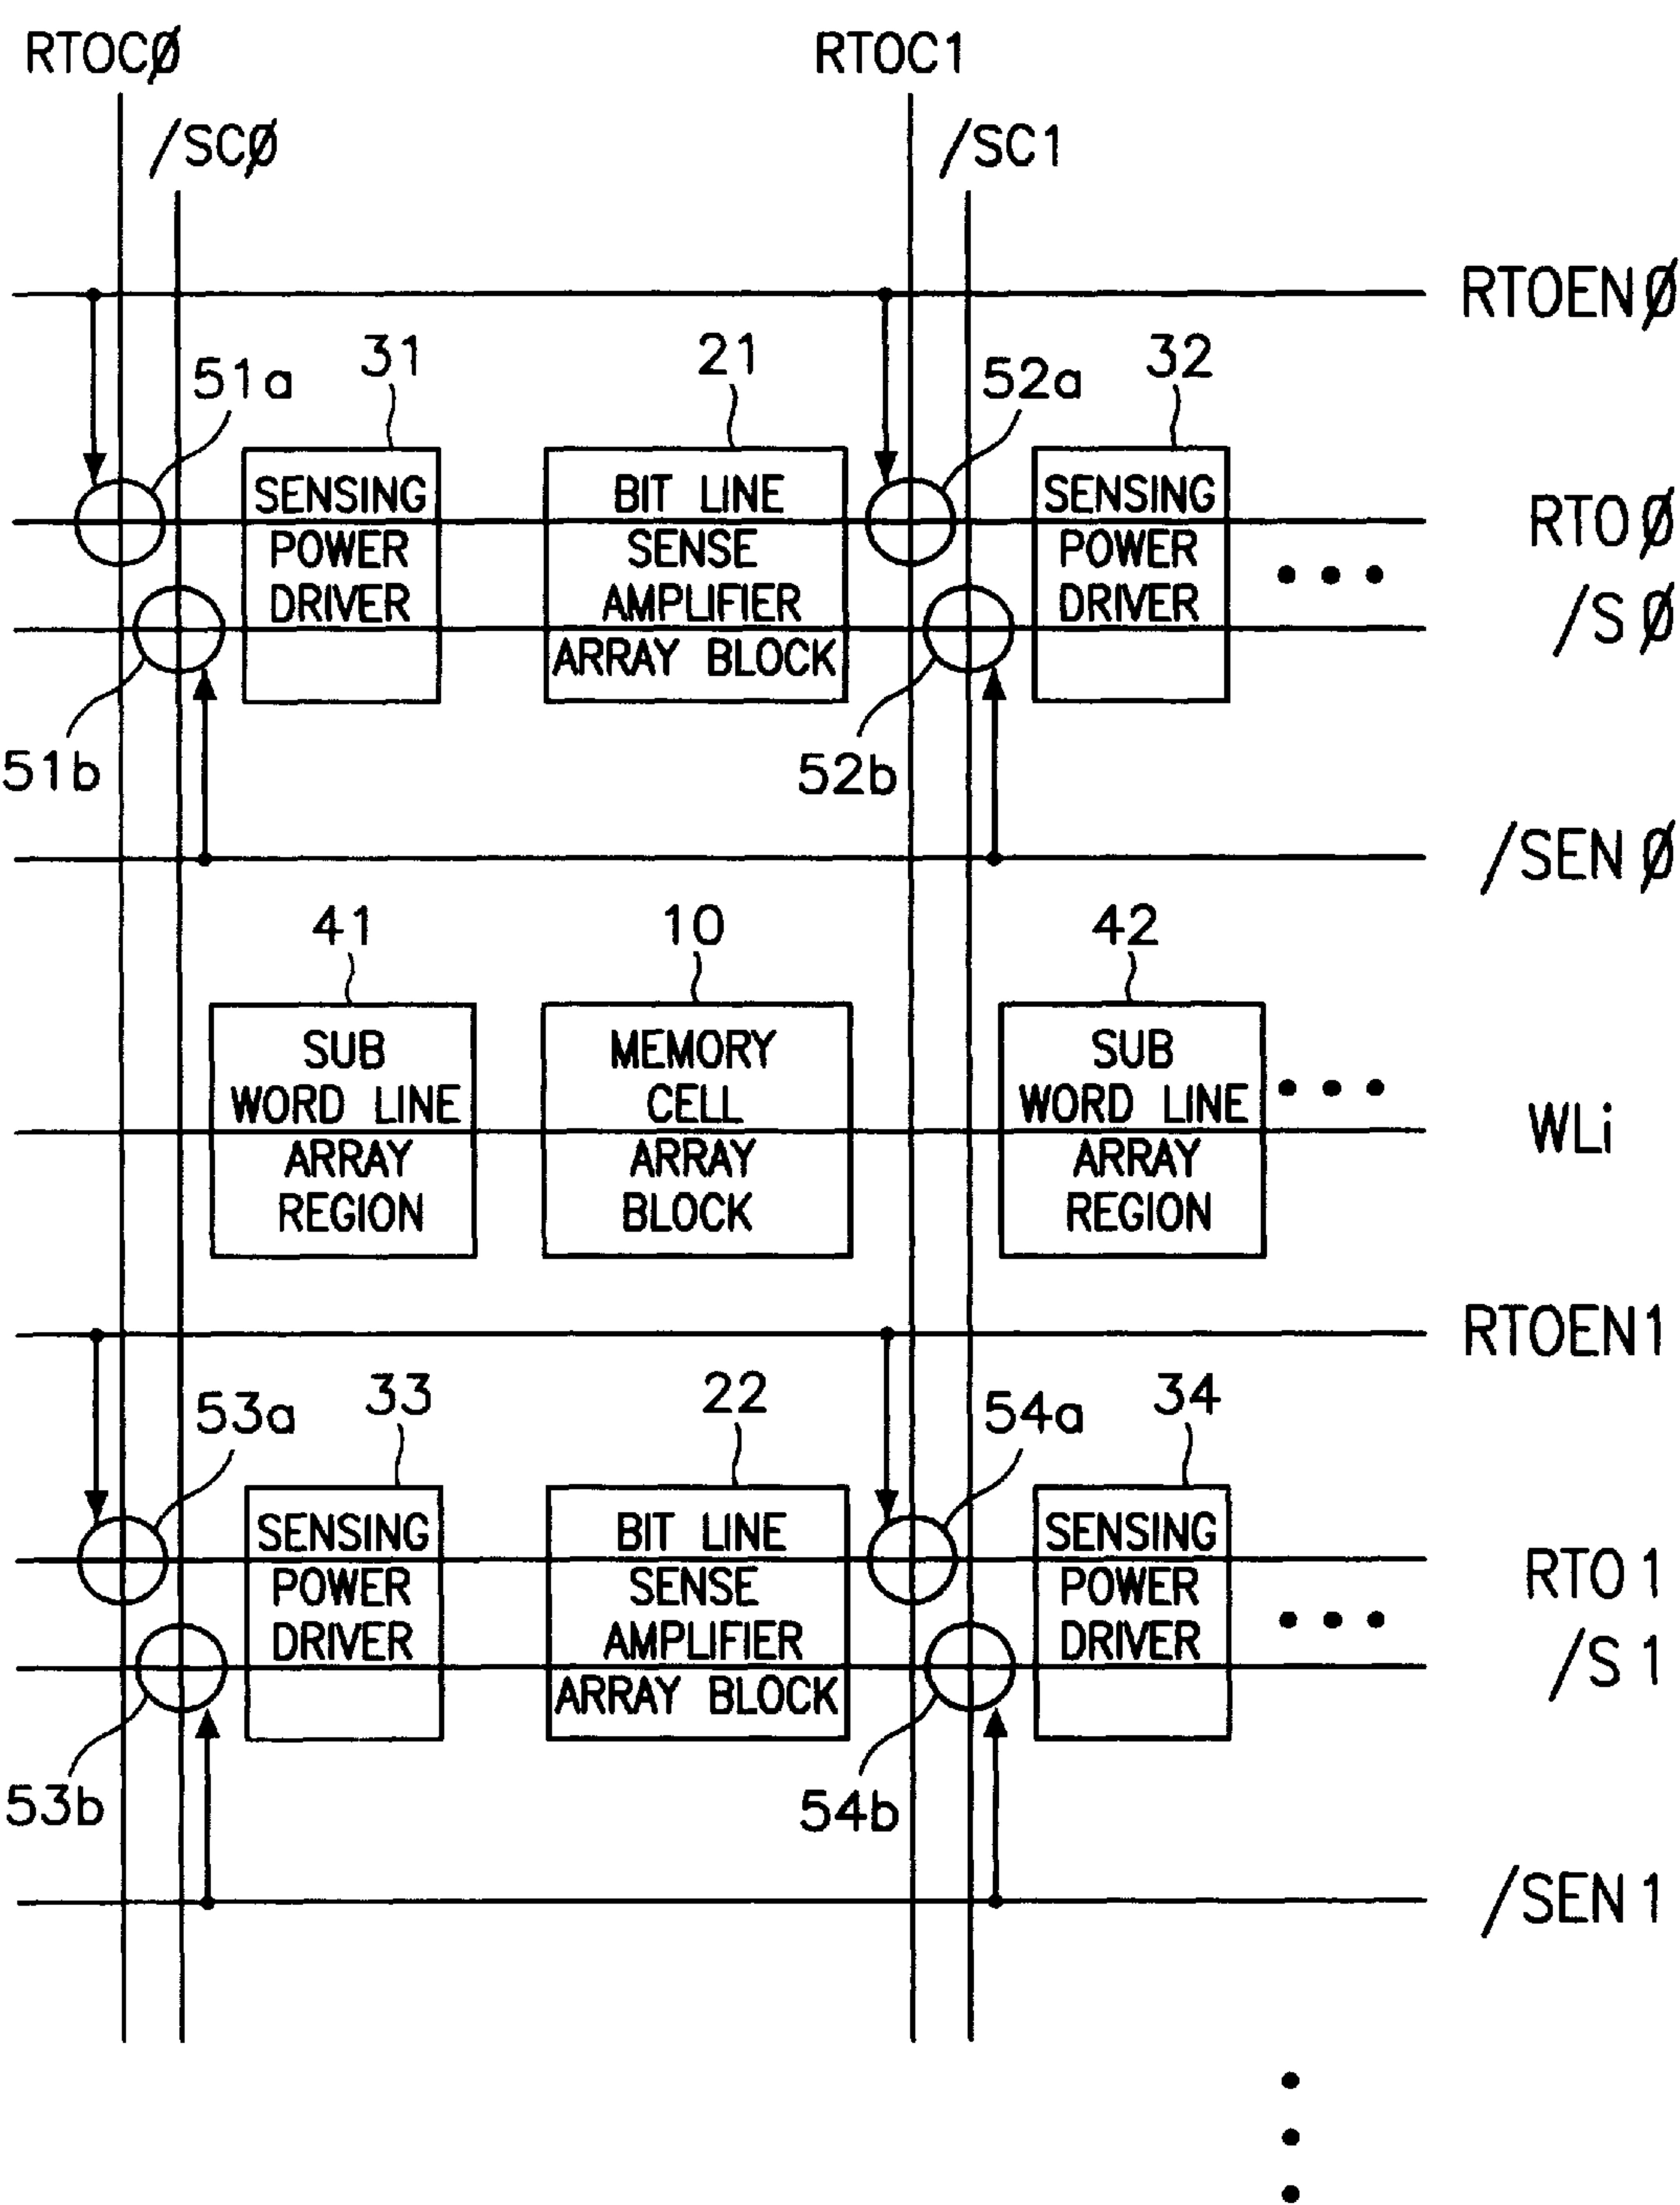 RTOCØ
RTOC1
/SCØ
/SC1
RTOENØ
31
21
32
51a
52a
SENSING
POWER
DRIVER
BIT LINE
SENSE
AMPLIFIER
ARRAY BLOCK
SENSING
POWER
DRIVER
RTOØ
/SØ
51b
52b
/SENØ
41
10
42
SUB
WORD LINE
ARRAY
REGION
MEMORY
CELL
ARRAY
BLOCK
SUB
WORD LINE
ARRAY
REGION
WLi
RTOEN1
33
22
34
53a
54a
SENSING
POWER
DRIVER
BIT LINE
SENSE
AMPLIFIER
ARRAY BLOCK
SENSING
POWER
DRIVER
RTO1
/S1
53b
54b
/SEN1